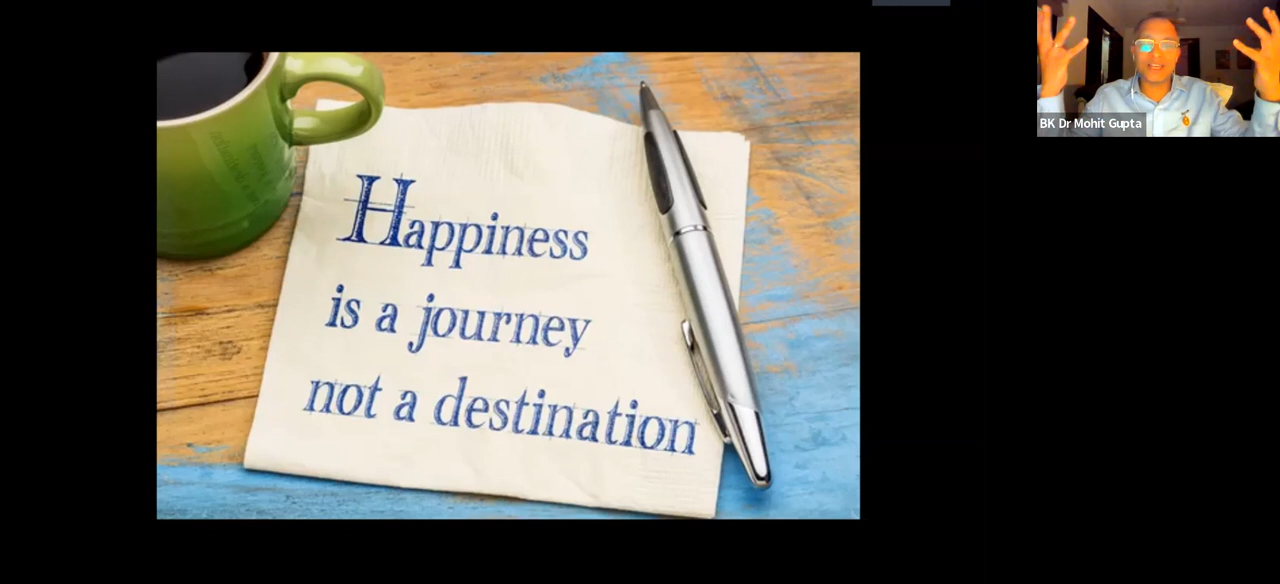 Happiness
is a journey
not a destination
BK Dr Mohit Gupta